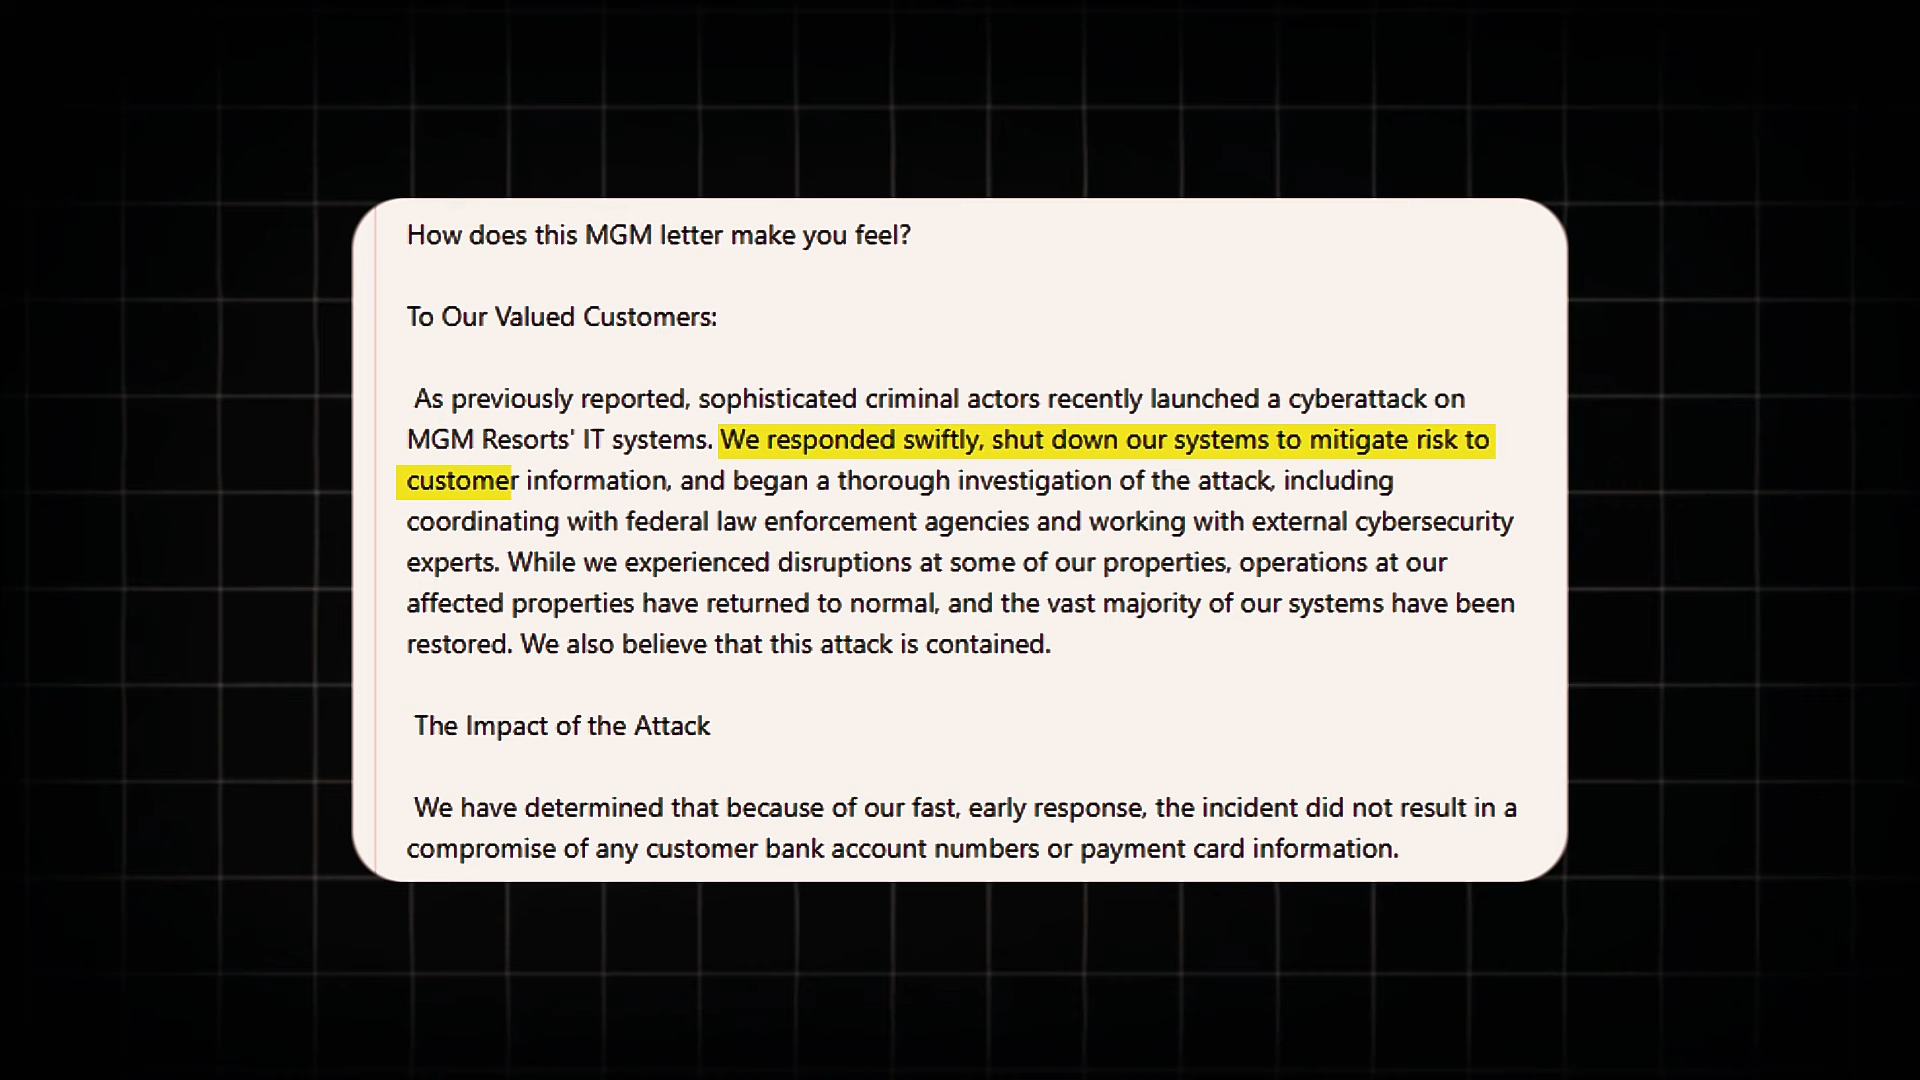 How does this MGM letter make you feel?
To Our Valued Customers:
As previously reported, sophisticated criminal actors recently launched a cyberattack on
MGM Resorts' IT systems. We responded swiftly, shut down our systems to mitigate risk to
customer information, and began a thorough investigation of the attack, including
coordinating with federal law enforcement agencies and working with external cybersecurity
experts. While we experienced disruptions at some of our properties, operations at our
affected properties have returned to normal, and the vast majority of our systems have been
restored. We also believe that this attack is contained.
The Impact of the Attack
We have determined that because of our fast, early response, the incident did not result in a
compromise of any customer bank account numbers or payment card information.